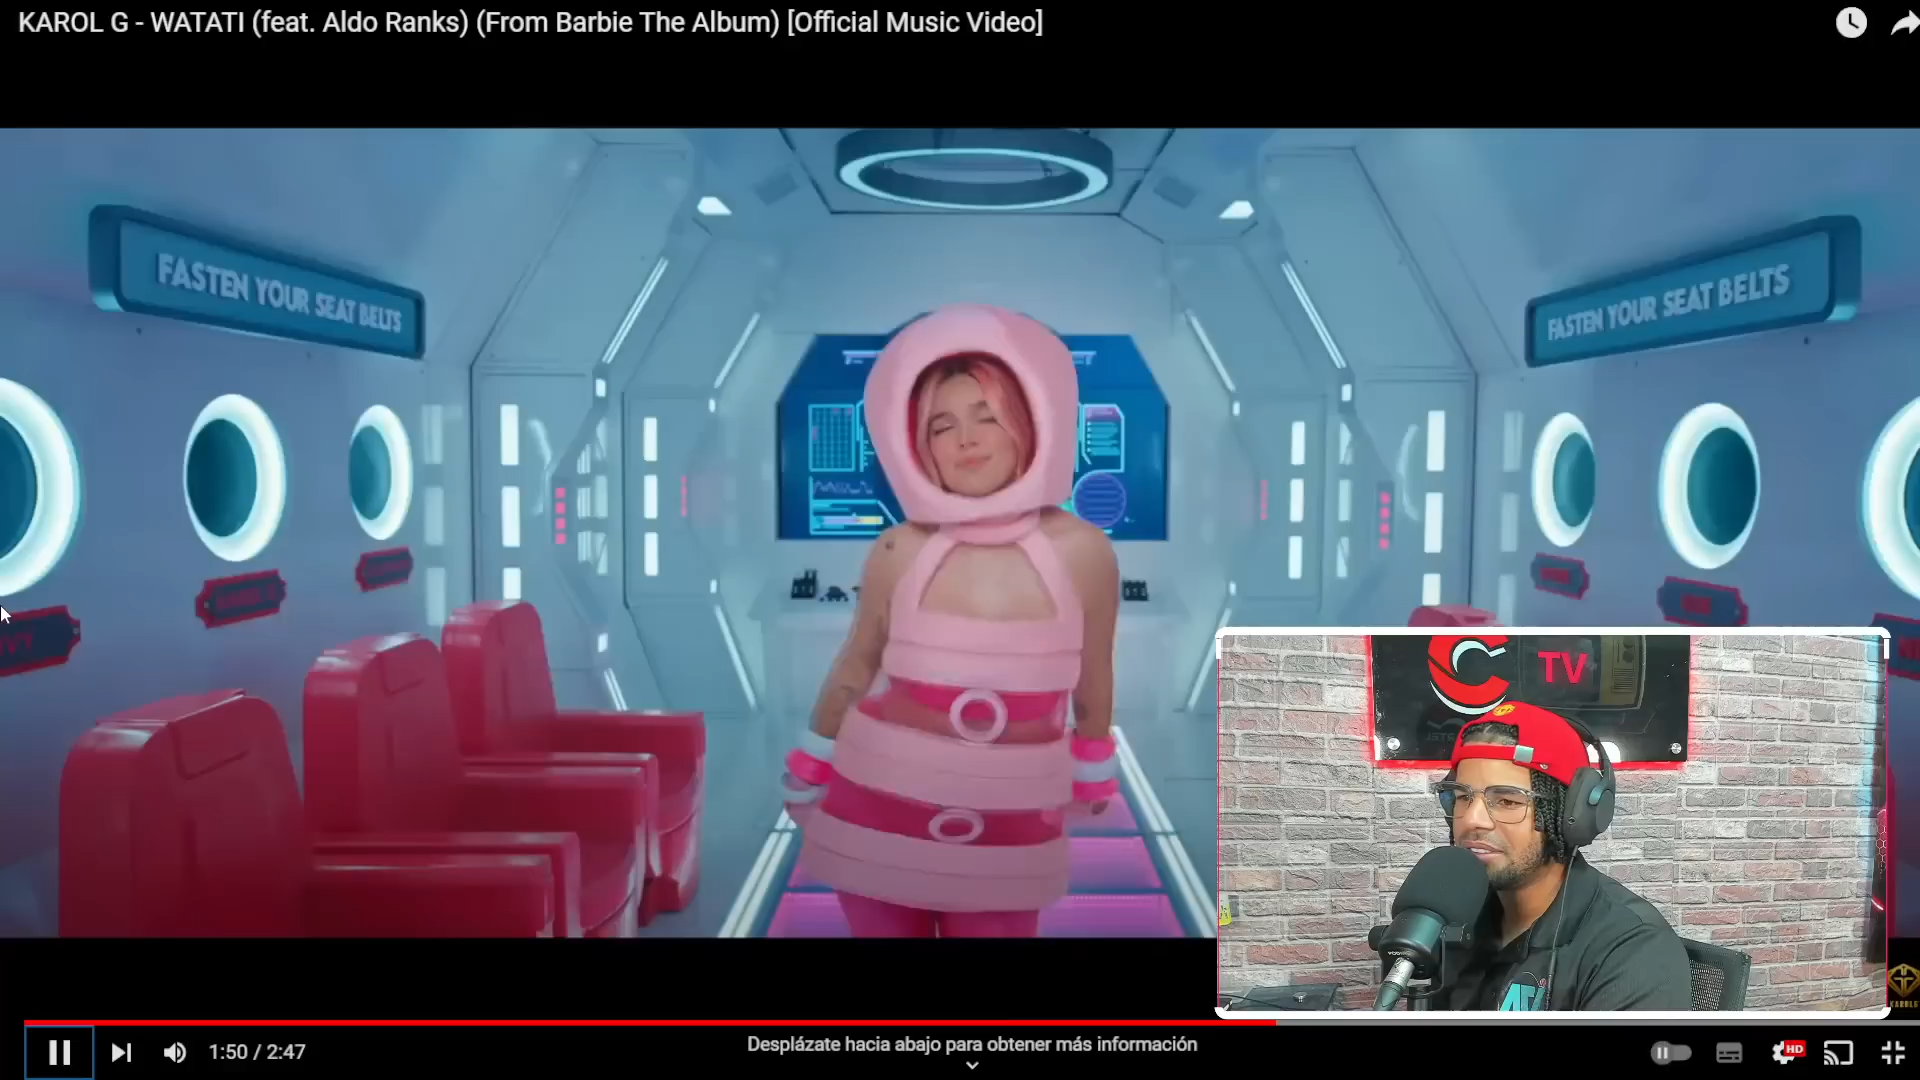 KAROL G - WATATI (feat. Aldo Ranks) (From Barbie The Album) [Official Music Video]
FASTEN YOUR SEAT BELTS
FASTEN YOUR SEAT BELTS
C TV
1:50 / 2:47
Desplázate hacia abajo para obtener más información
HD
KAROL G